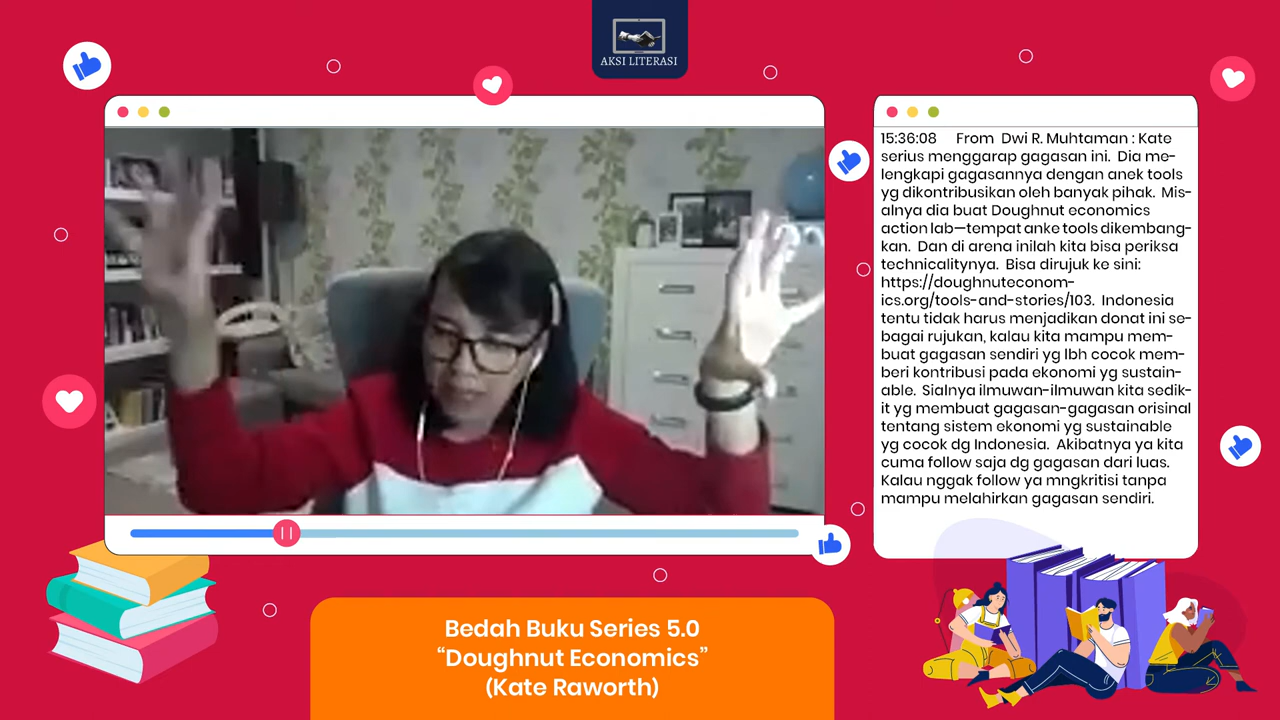 AKSI LITERASI
15:36:08 From Dwi R. Muhtaman : Kate
serius menggarap gagasan ini. Dia me-
lengkapi gagasannya dengan anek tools
yg dikontribusikan oleh banyak pihak. Mis-
alnya dia buat Doughnut economics
action lab—tempat anke tools dikembang-
kan. Dan di arena inilah kita bisa periksa
technicalitynya. Bisa dirujuk ke sini:
https://doughnuteconom-
ics.org/tools-and-stories/103. Indonesia
tentu tidak harus menjadikan donat ini se-
bagai rujukan, kalau kita mampu mem-
buat gagasan sendiri yg lbh cocok mem-
beri kontribusi pada ekonomi yg sustain-
able. Sialnya ilmuwan-ilmuwan kita sedik-
it yg membuat gagasan-gagasan orisinal
tentang sistem ekonomi yg sustainable
yg cocok dg Indonesia. Akibatnya ya kita
cuma follow saja dg gagasan dari luas.
Kalau nggak follow ya mngkritisi tanpa
mampu melahirkan gagasan sendiri.
Bedah Buku Series 5.0
“Doughnut Economics”
(Kate Raworth)